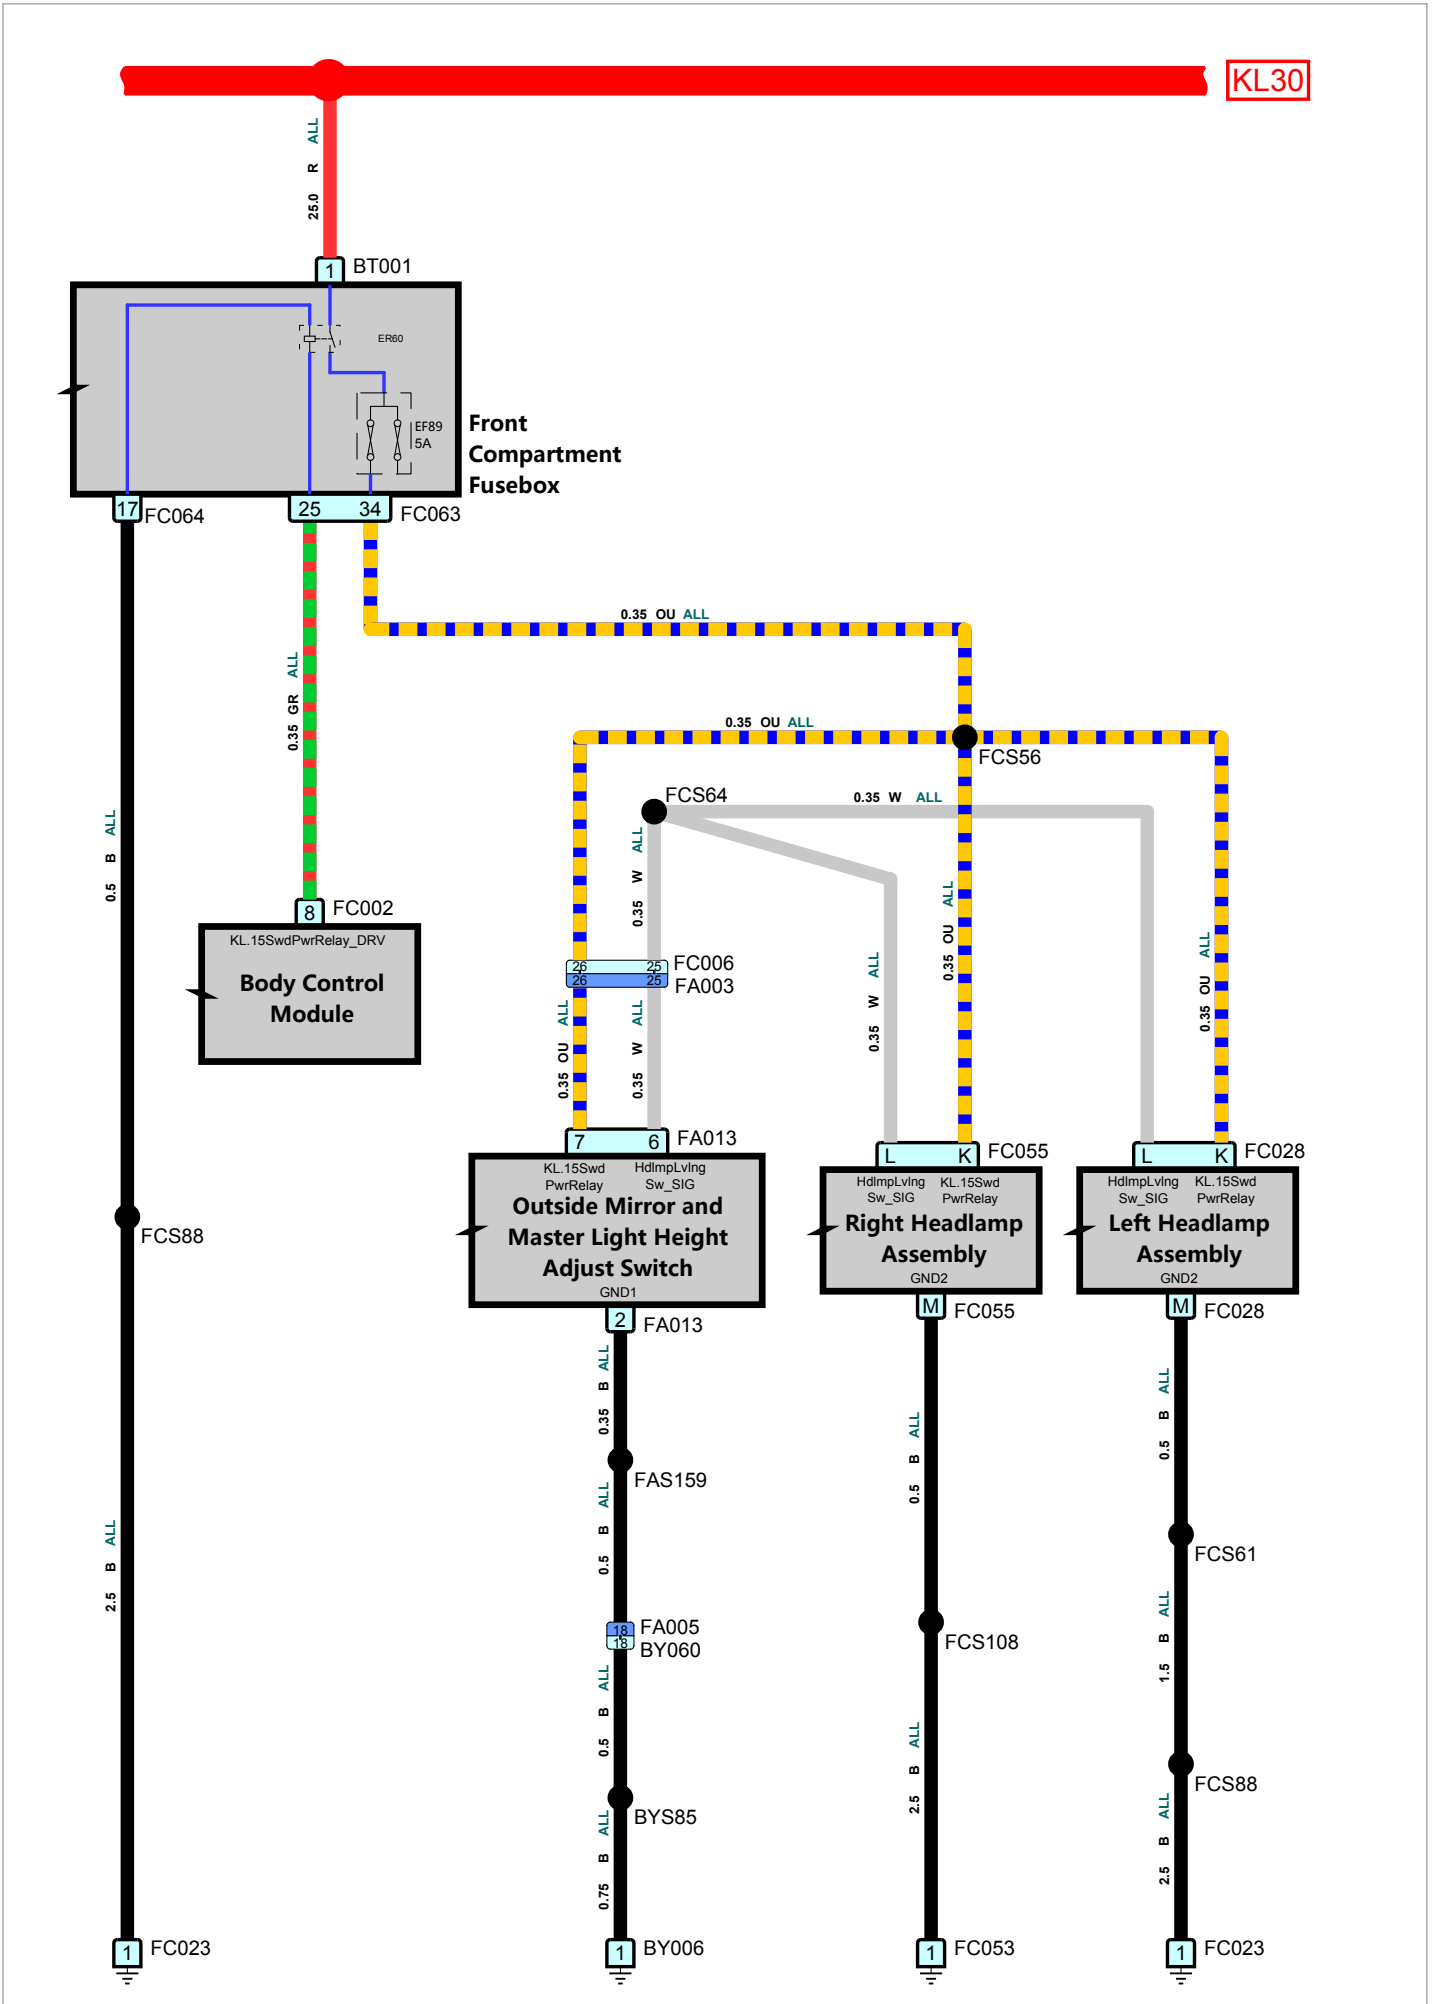 KL30
25.0 R ALL
1 BT001
ER60
EF89
5A
Front
Compartment
Fusebox
17 FC064
25 34 FC063
0.35 OU ALL
0.35 GR ALL
0.35 OU ALL
FCS56
FCS64
0.35 W ALL
0.5 B ALL
0.35 W ALL
0.35 OU ALL
8 FC002
KL.15SwdPwrRelay_DRV
Body Control
Module
26 25 FC006
26 25 FA003
0.35 W ALL
0.35 OU ALL
0.35 OU ALL
0.35 W ALL
7 6 FA013
KL.15Swd
PwrRelay
HdlmpLvlng
Sw_SIG
Outside Mirror and
Master Light Height
Adjust Switch
GND1
2 FA013
L K FC055
HdlmpLvlng
Sw_SIG
KL.15Swd
PwrRelay
Right Headlamp
Assembly
GND2
M FC055
L K FC028
HdlmpLvlng
Sw_SIG
KL.15Swd
PwrRelay
Left Headlamp
Assembly
GND2
M FC028
FCS88
0.35 B ALL
0.5 B ALL
0.5 B ALL
FAS159
0.5 B ALL
FCS61
2.5 B ALL
18 FA005
18 BY060
FCS108
1.5 B ALL
0.5 B ALL
2.5 B ALL
FCS88
BYS85
0.75 B ALL
2.5 B ALL
1 FC023
1 BY006
1 FC053
1 FC023